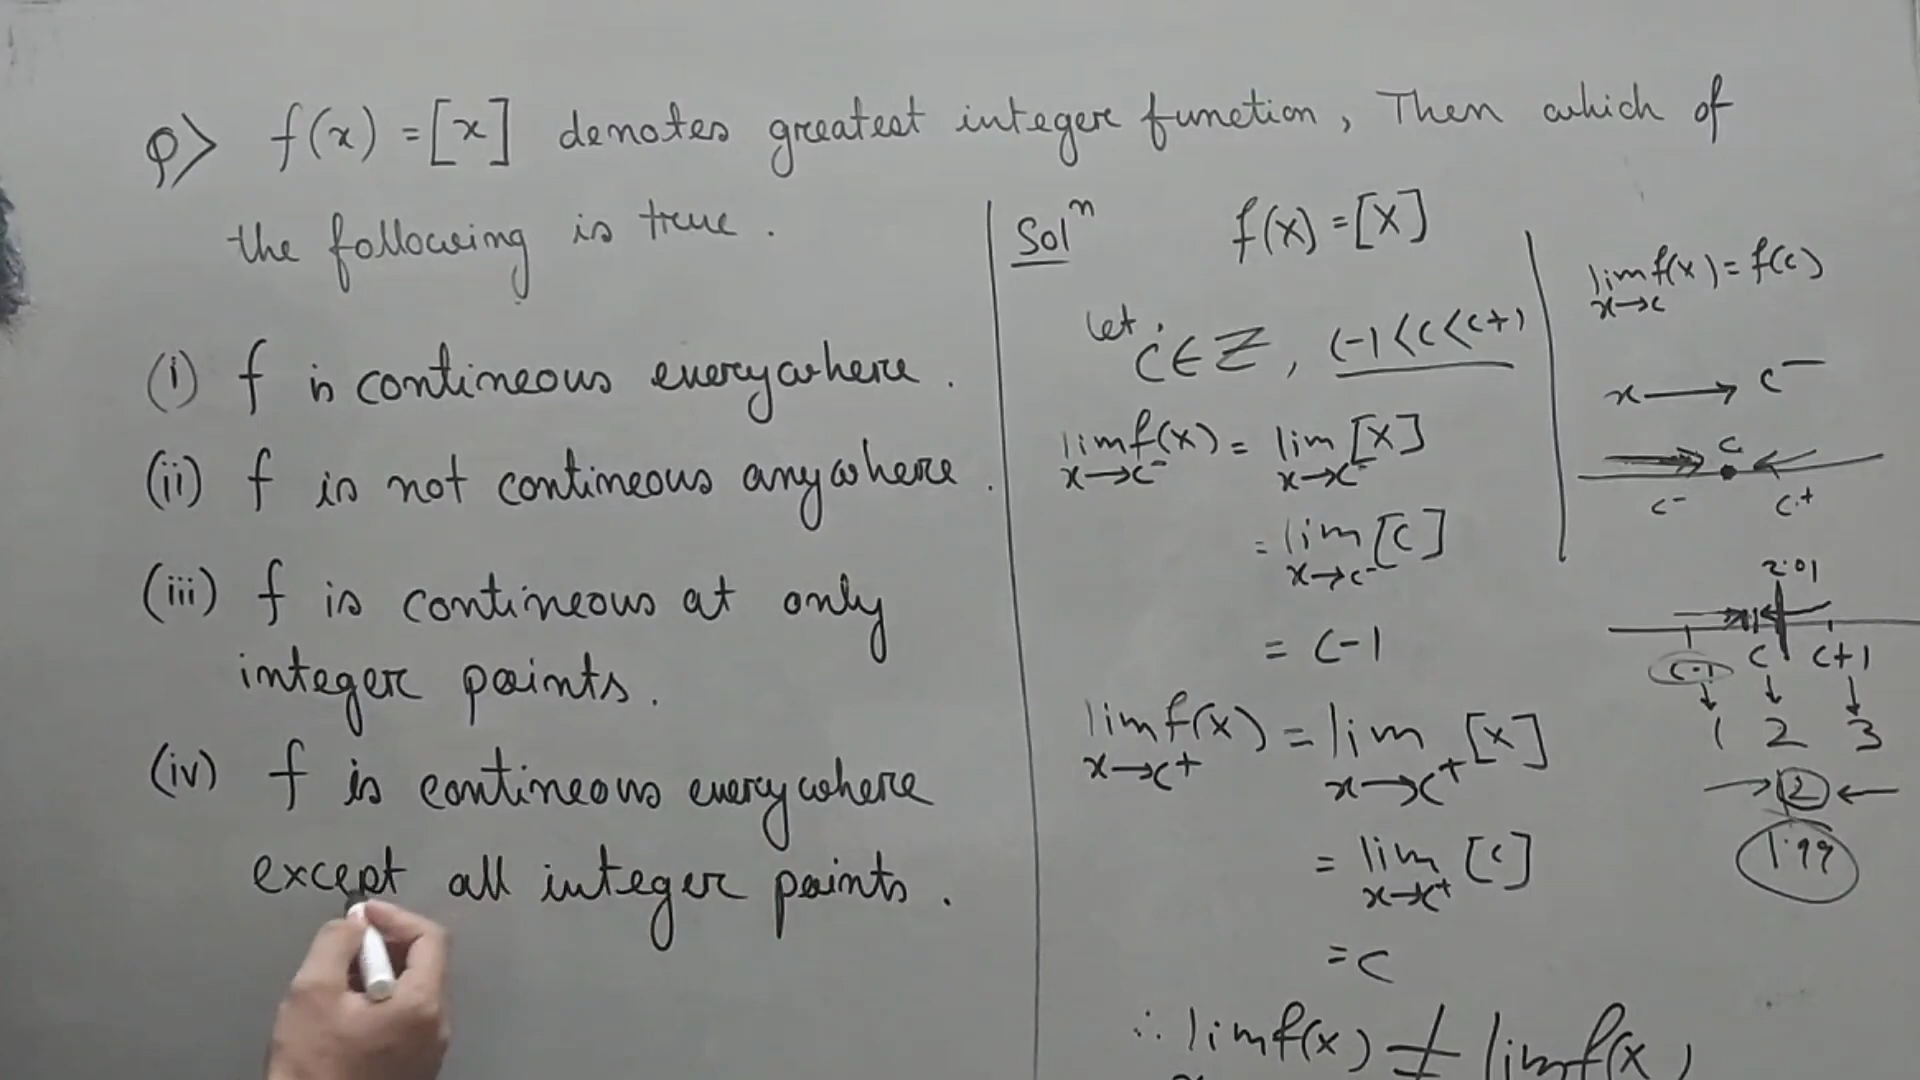 Q> f(x) = [x] denotes greatest integer function, Then which of
the following is true.
(i) f is contineous everywhere.
(ii) f is not contineous anywhere.
(iii) f is contineous at only
integer points.
(iv) f is contineous everywhere
except all integer points.
Solⁿ f(x) = [x]
let, c∈Z, c-1<c<c+1
lim f(x) = lim [x]
x→c⁻ x→c⁻
= lim [c]
x→c⁻
= c-1
lim f(x) = lim [x]
x→c⁺ x→c⁺
= lim [c]
x→c⁺
= c
∴ lim f(x) ≠ lim f(x)
lim f(x) = f(c)
x→c
x → c⁻
c
c⁻ c⁺
2.01
c-1 c c+1
1 2 3
→ 2 ←
1.99